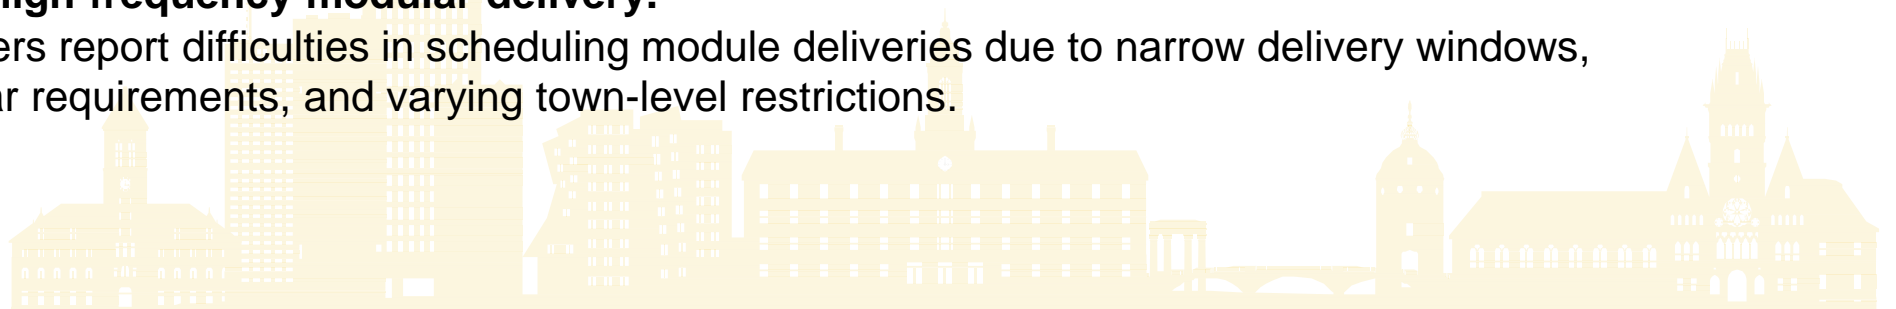 high-frequency modular delivery.
ers report difficulties in scheduling module deliveries due to narrow delivery windows,
ar requirements, and varying town-level restrictions.